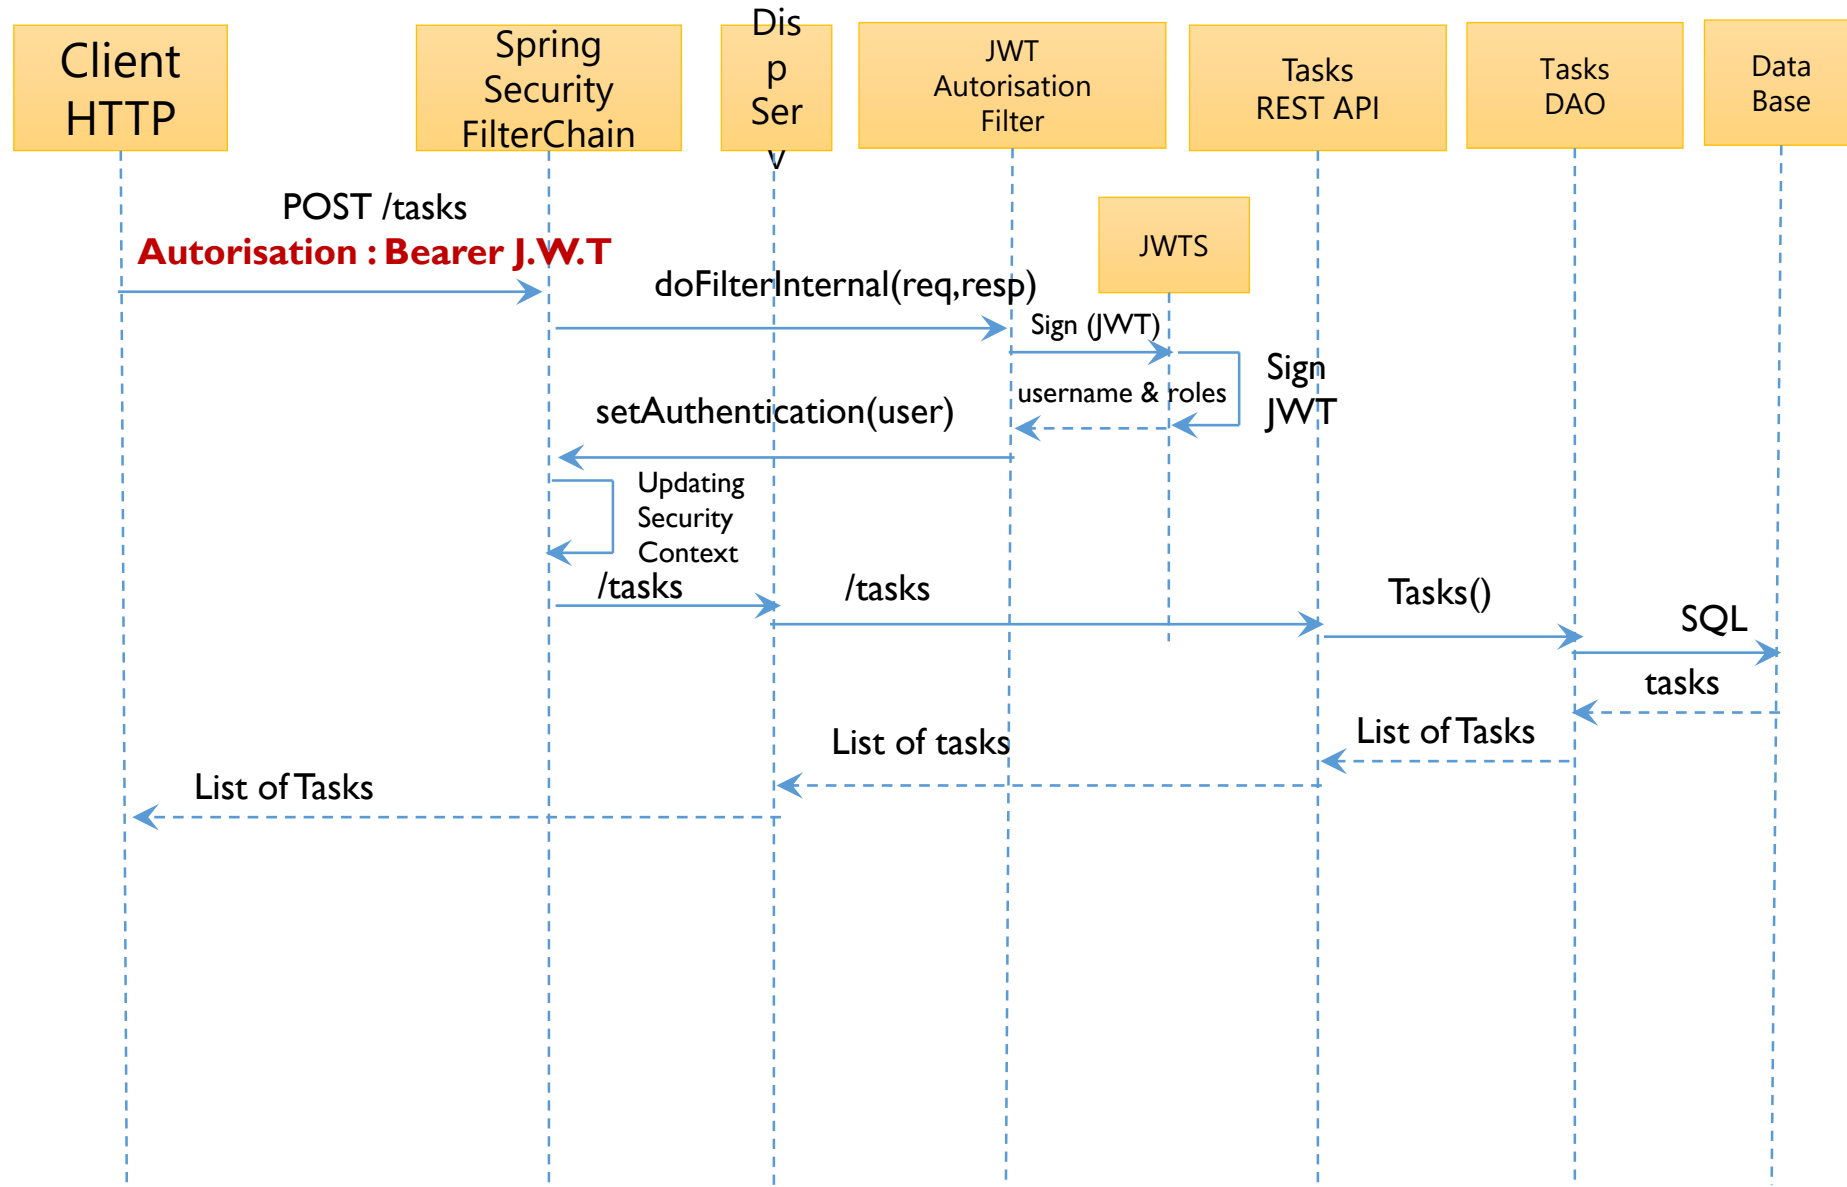 Client
HTTP
Spring
Security
FilterChain
Dis
p
Ser
v
JWT
Autorisation
Filter
Tasks
REST API
Tasks
DAO
Data
Base
POST /tasks
Autorisation : Bearer J.W.T
JWTS
doFilterInternal(req,resp)
Sign (JWT)
Sign
JWT
username & roles
setAuthentication(user)
Updating
Security
Context
/tasks
/tasks
Tasks()
SQL
tasks
List of Tasks
List of tasks
List of Tasks